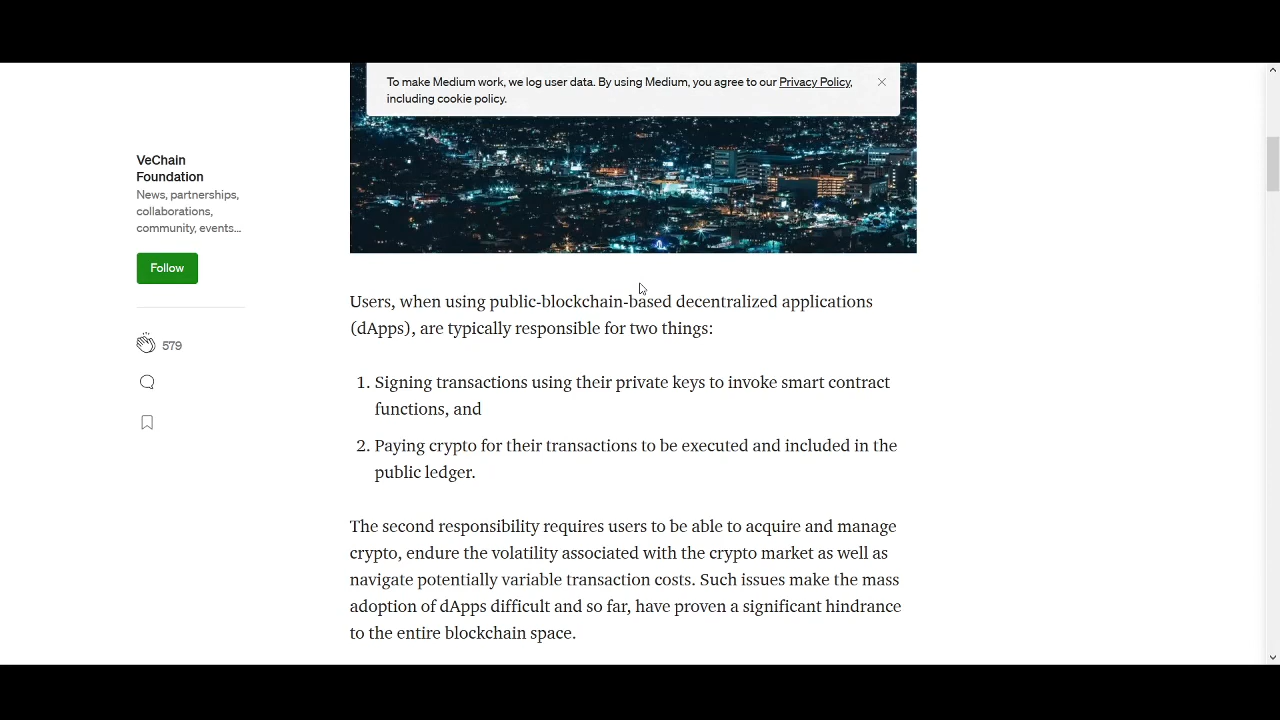 To make Medium work, we log user data. By using Medium, you agree to our Privacy Policy,
including cookie policy.
VeChain
Foundation
News, partnerships,
collaborations,
community, events...
Follow
579
Users, when using public-blockchain-based decentralized applications
(dApps), are typically responsible for two things:
1. Signing transactions using their private keys to invoke smart contract
functions, and
2. Paying crypto for their transactions to be executed and included in the
public ledger.
The second responsibility requires users to be able to acquire and manage
crypto, endure the volatility associated with the crypto market as well as
navigate potentially variable transaction costs. Such issues make the mass
adoption of dApps difficult and so far, have proven a significant hindrance
to the entire blockchain space.